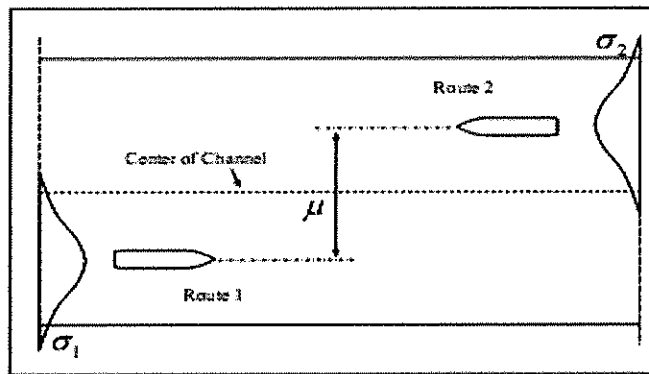 σ₂
Route 2
Center of Channel
μ
Route 1
σ₁